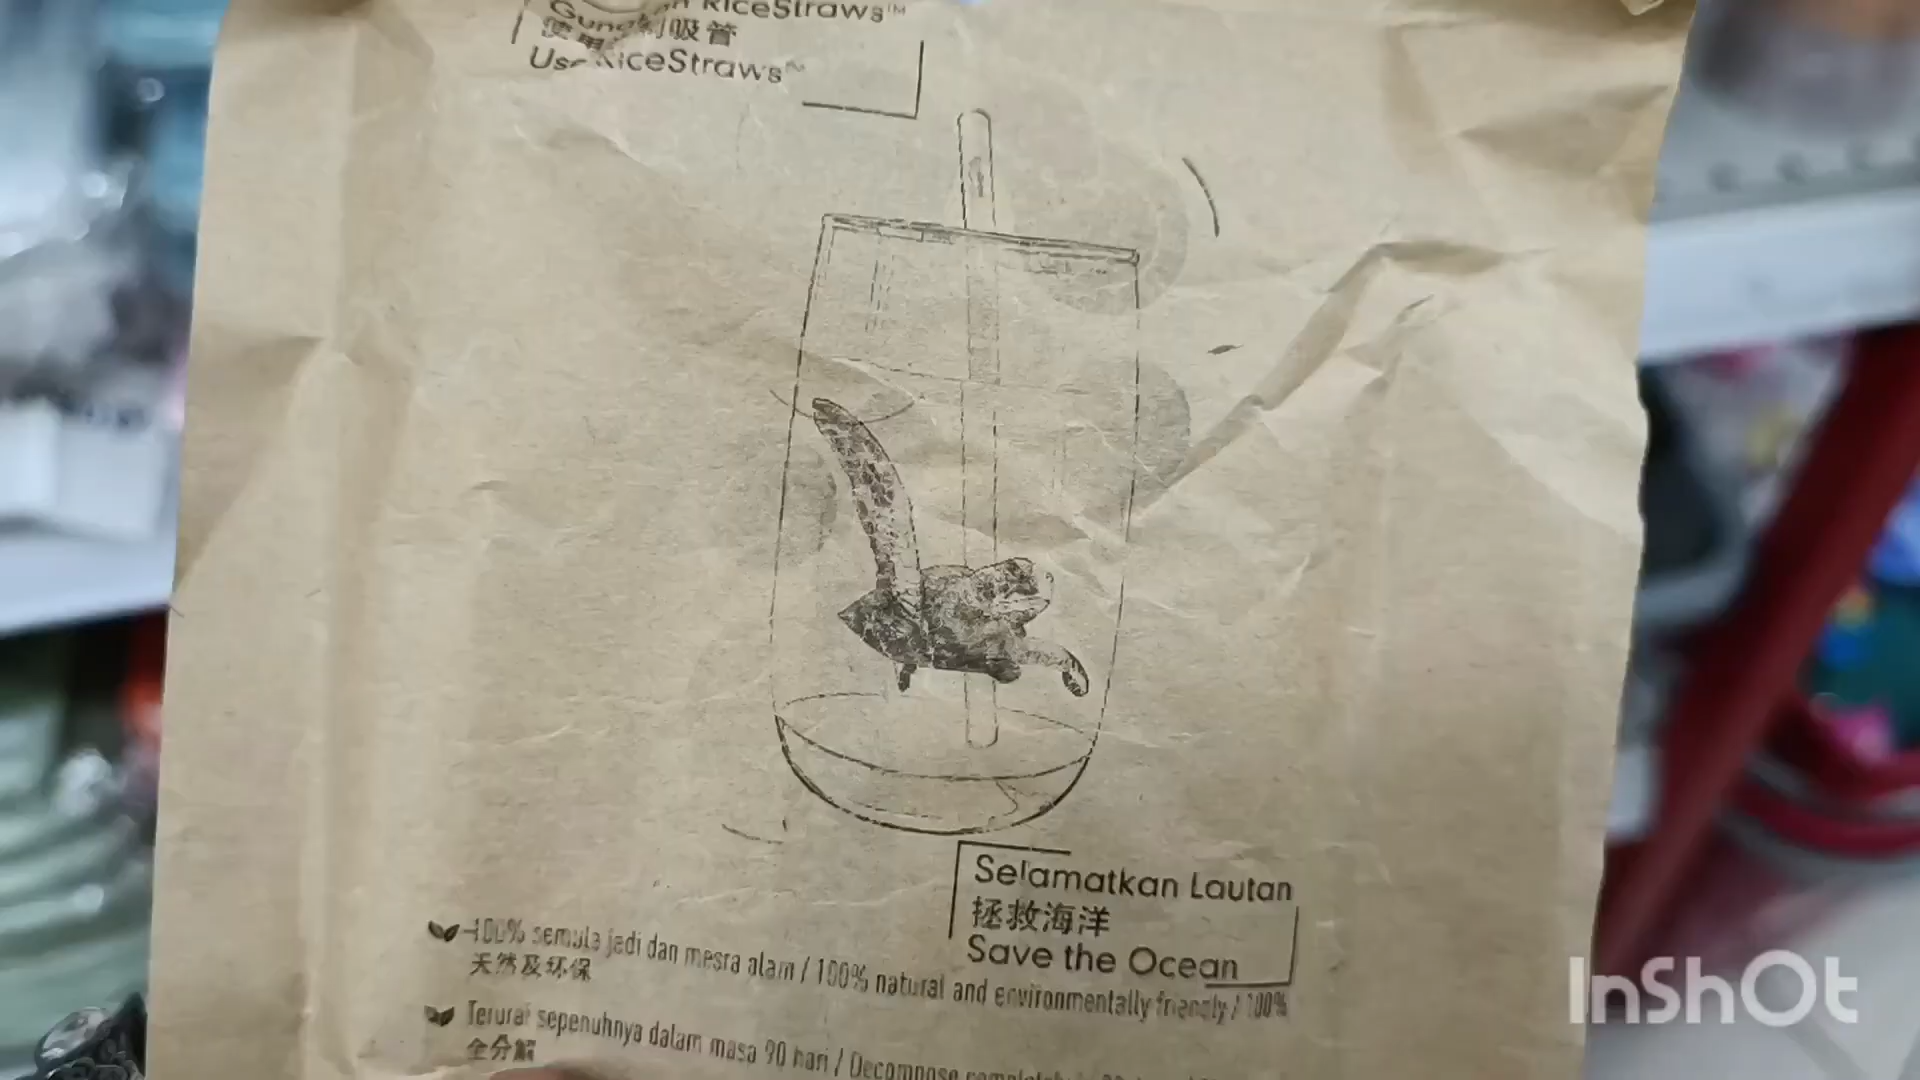 RiceStraws™
吸管
RiceStraws™
Selamatkan Lautan
拯救海洋
Save the Ocean
100% semula jadi dan mesra alam / 100% natural and environmentally friendly / 100%
天然及环保
Terurai sepenuhnya dalam masa 90 hari / Decompose
全分解
InShOt